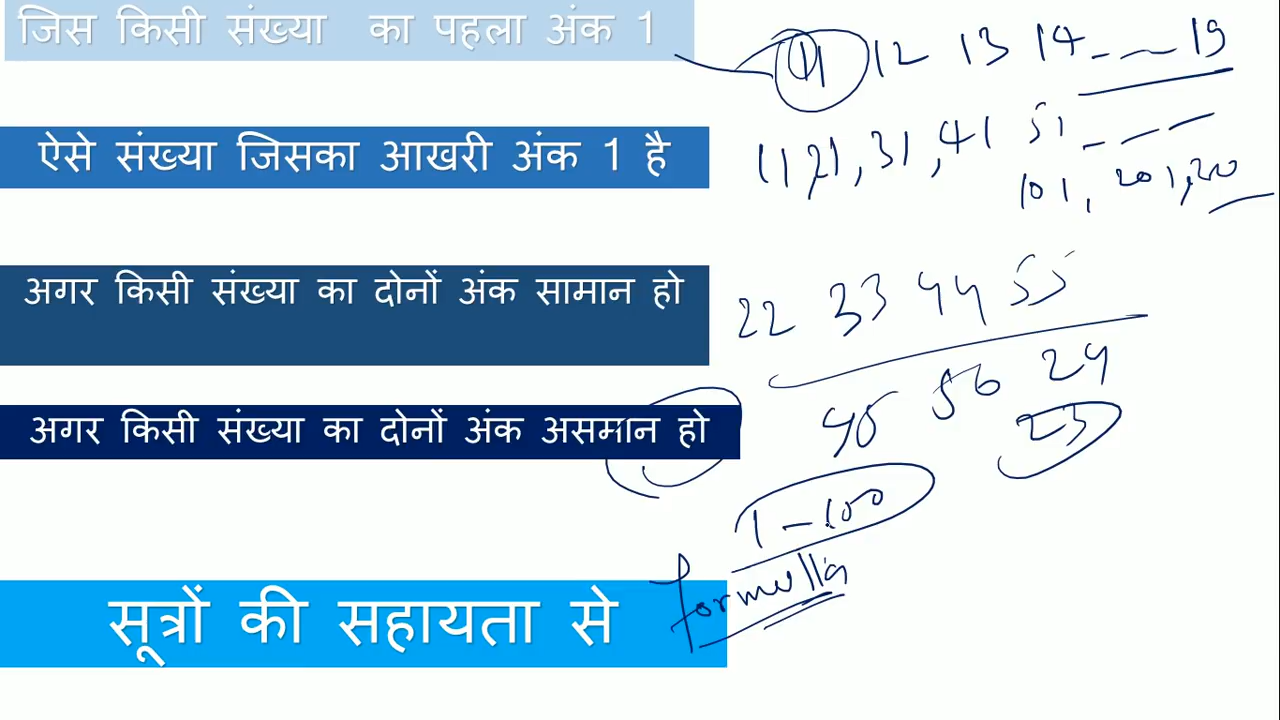 जिस किसी संख्या का पहला अंक 1
11 12 13 14 - - - 19
ऐसे संख्या जिसका आखरी अंक 1 है
11, 21, 31, 41 51 - - -
101, 201,
अगर किसी संख्या का दोनों अंक सामान हो
22 33 44 55
अगर किसी संख्या का दोनों अंक असमान हो
56 24
1 - 100
formulla
सूत्रों की सहायता से